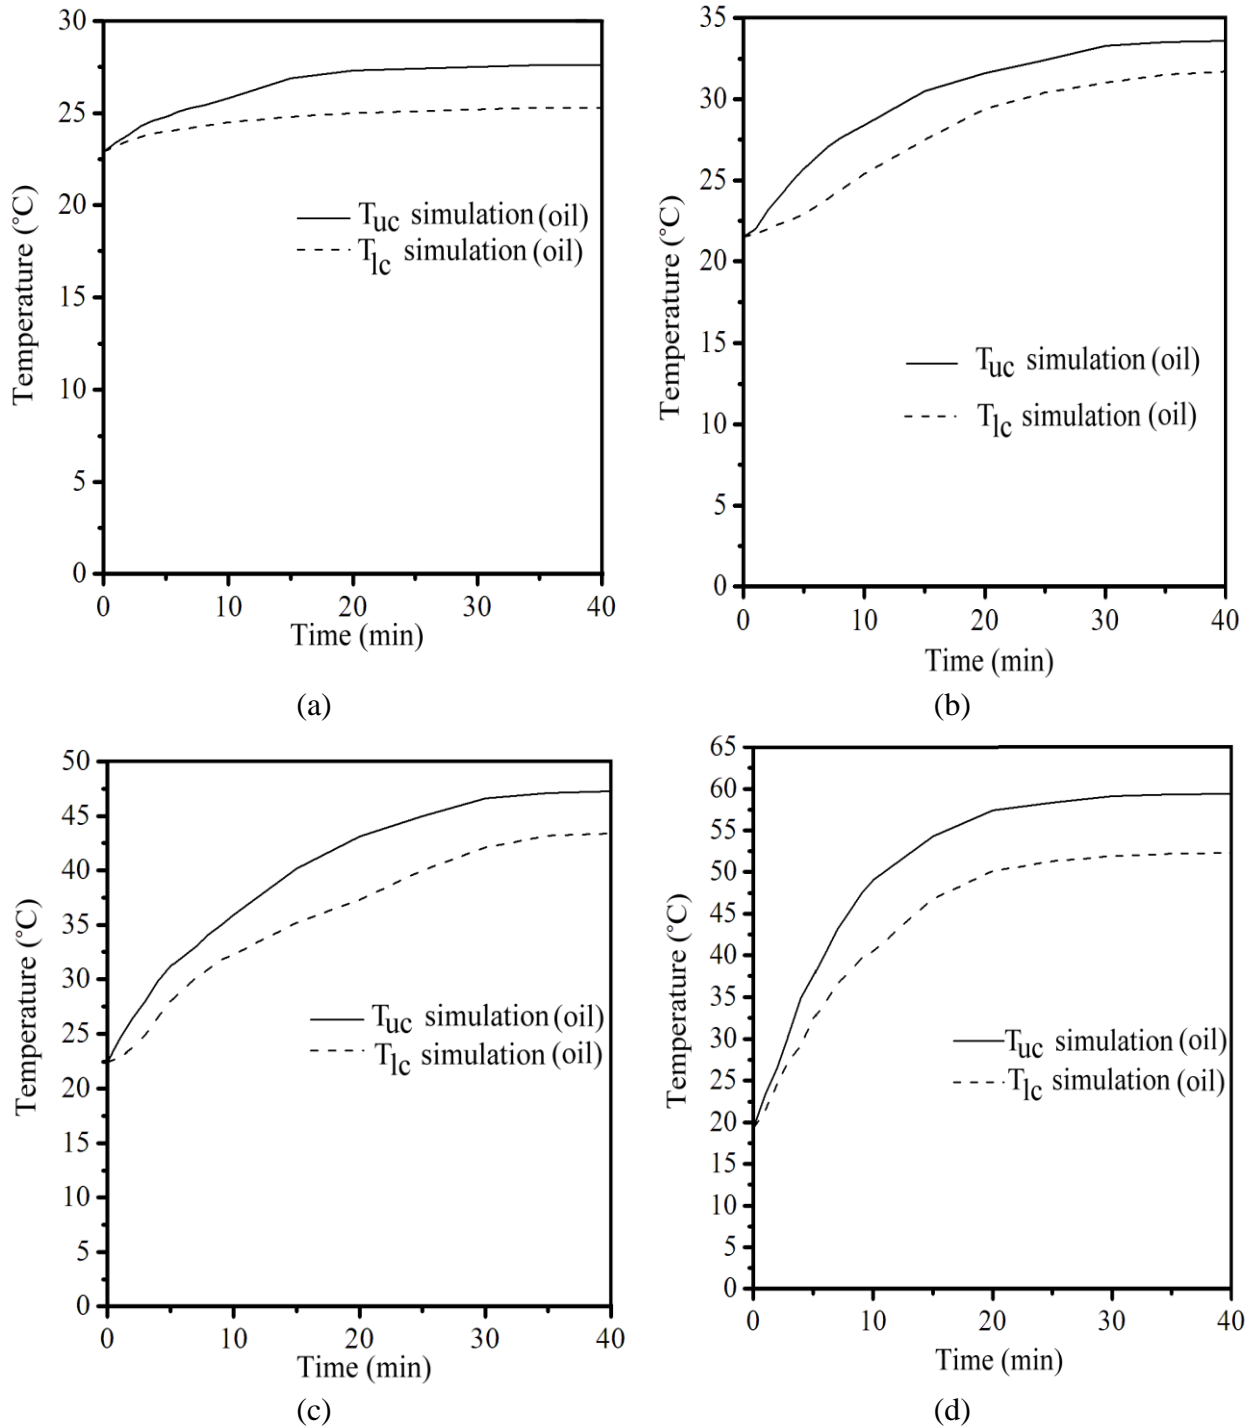 30
25
20
15
10
5
0
0 10 20 30 40
Temperature (°C)
Time (min)
Tuc simulation (oil)
Tlc simulation (oil)
(a)
35
30
25
20
15
10
5
0
0 10 20 30 40
Temperature (°C)
Time (min)
Tuc simulation (oil)
Tlc simulation (oil)
(b)
50
45
40
35
30
25
20
15
10
5
0
0 10 20 30 40
Temperature (°C)
Time (min)
Tuc simulation (oil)
Tlc simulation (oil)
(c)
65
60
55
50
45
40
35
30
25
20
15
10
5
0
0 10 20 30 40
Temperature (°C)
Time (min)
Tuc simulation (oil)
Tlc simulation (oil)
(d)